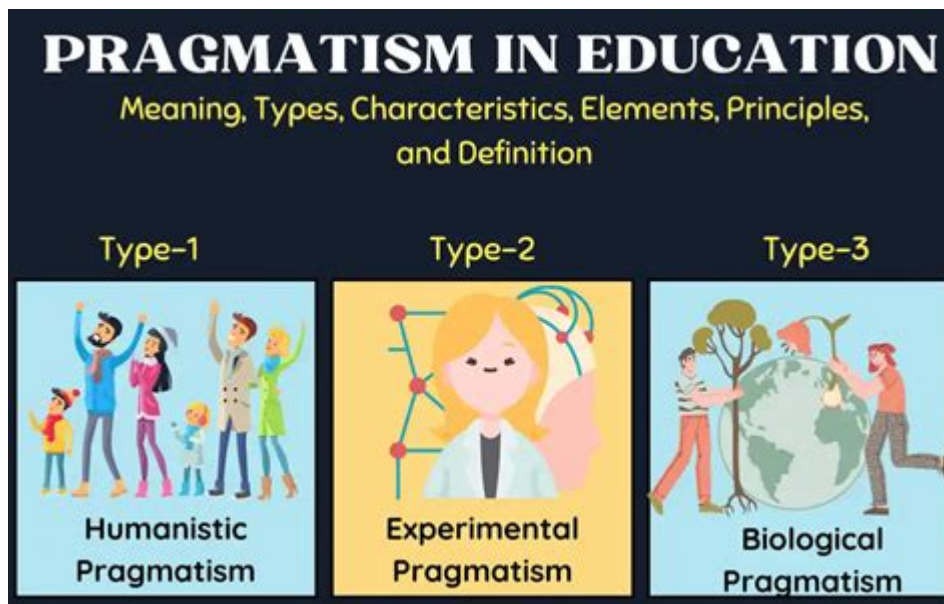 PRAGMATISM IN EDUCATION
Meaning, Types, Characteristics, Elements, Principles,
and Definition
Type-1
Type-2
Type-3
Humanistic
Pragmatism
Experimental
Pragmatism
Biological
Pragmatism